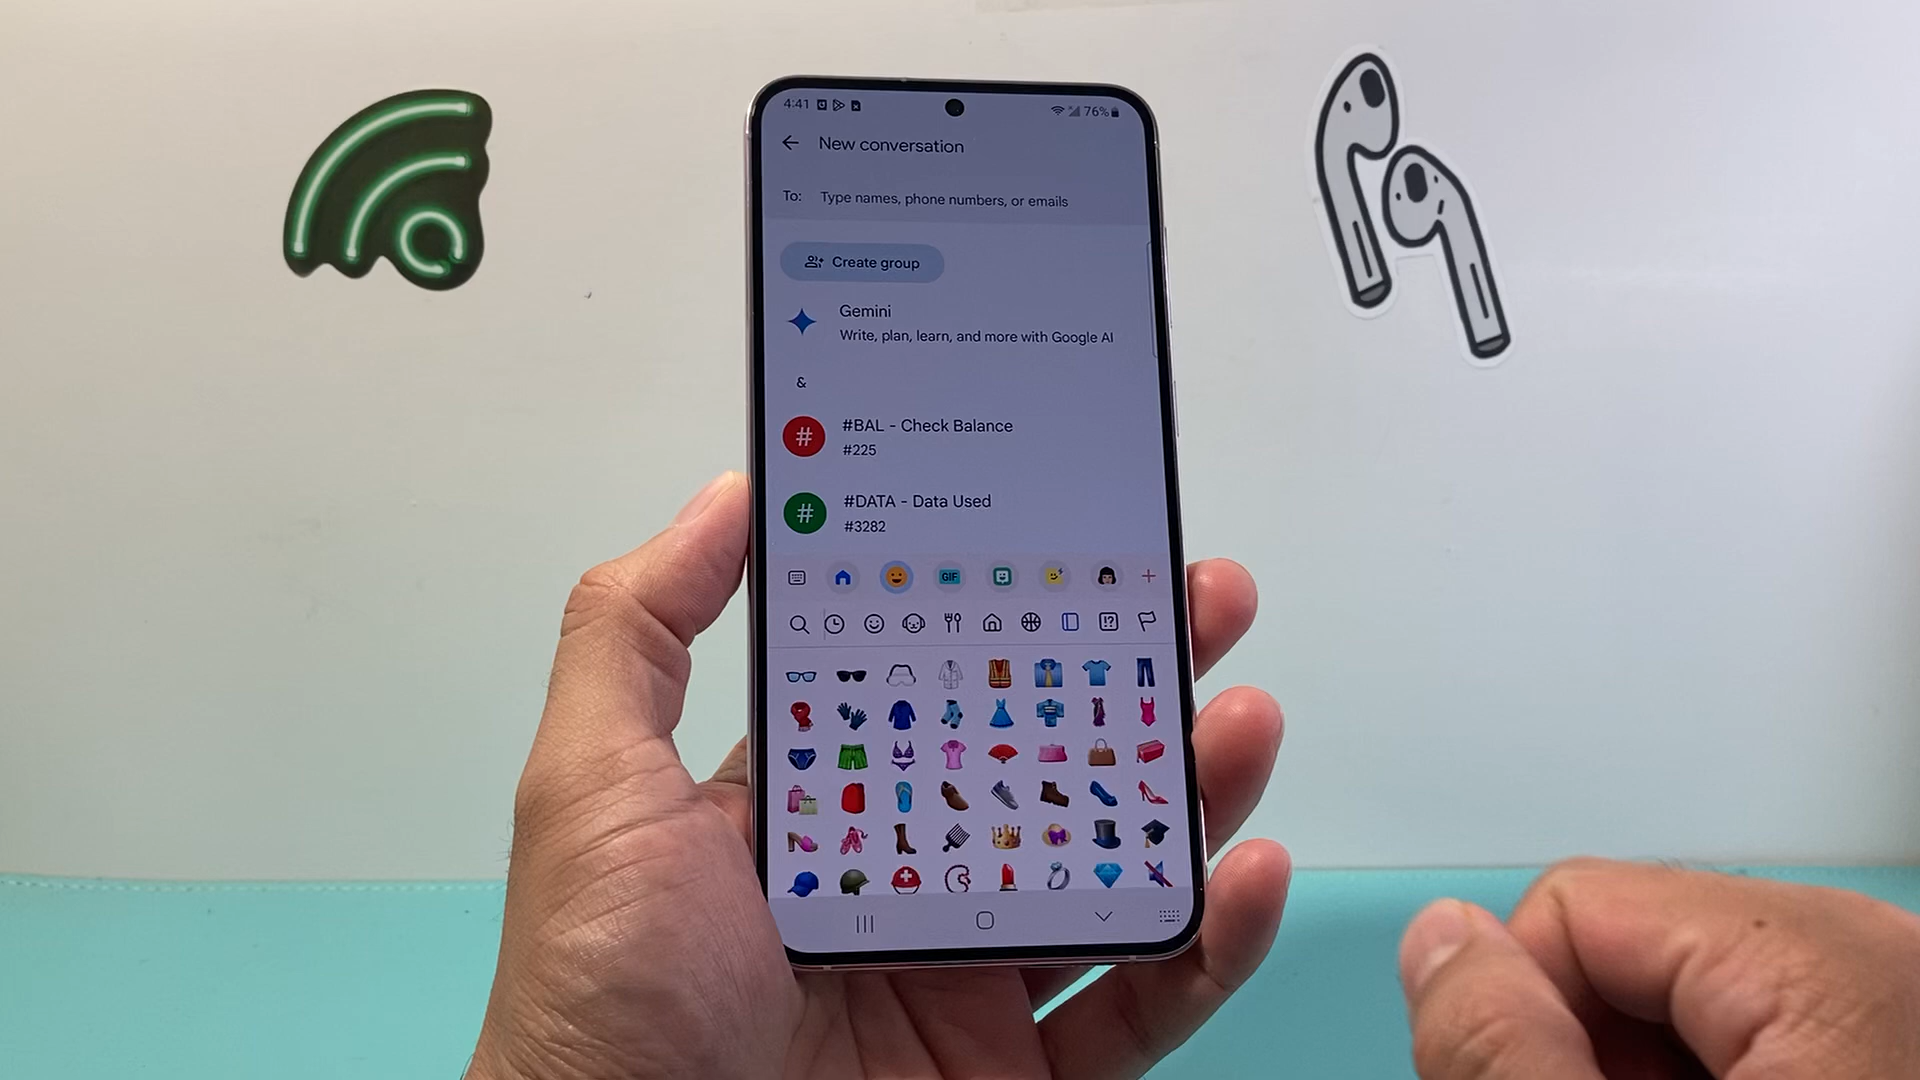 4:41
76%
New conversation
To: Type names, phone numbers, or emails
Create group
Gemini
Write, plan, learn, and more with Google AI
&
# #BAL - Check Balance
#225
# #DATA - Data Used
#3282
GIF
!?